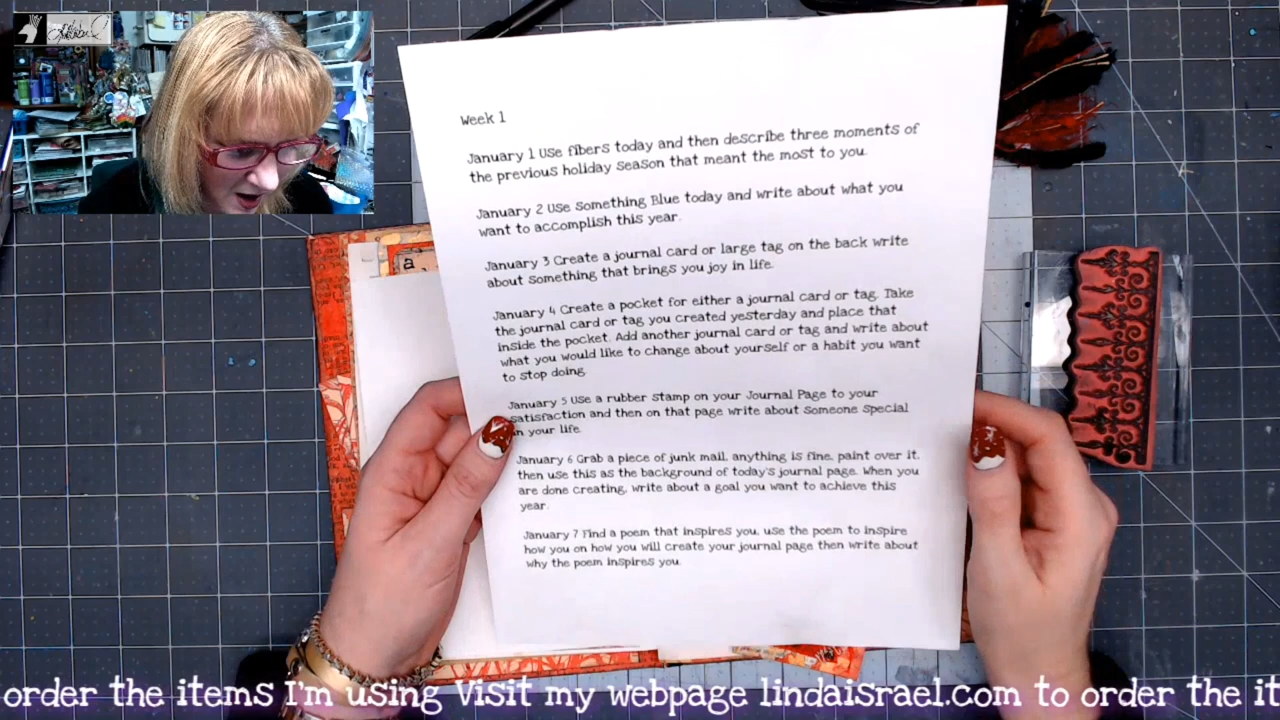 Week 1
January 1 Use fibers today and then describe three moments of
the previous holiday season that meant the most to you.
January 2 Use something Blue today and write about what you
want to accomplish this year.
January 3 Create a journal card or large tag on the back write
about something that brings you joy in life.
January 4 Create a pocket for either a journal card or tag. Take
the journal card or tag you created yesterday and place that
inside the pocket. Add another journal card or tag and write about
what you would like to change about yourself or a habit you want
to stop doing.
January 5 Use a rubber stamp on your Journal Page to your
satisfaction and then on that page write about someone special
in your life.
January 6 Grab a piece of junk mail, anything is fine, paint over it,
then use this as the background of today's journal page. When you
are done creating, write about a goal you want to achieve this
year.
January 7 Find a poem that inspires you, use the poem to inspire
how you on how you will create your journal page then write about
why the poem inspires you.
a
order the items I'm using Visit my webpage lindaisrael.com to order the it